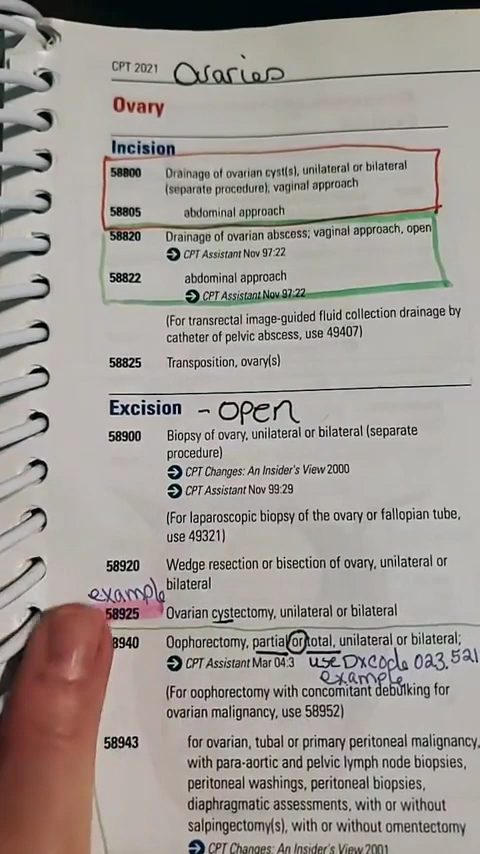 CPT 2021 Ovaries
Ovary
Incision
58800 Drainage of ovarian cyst(s), unilateral or bilateral
(separate procedure); vaginal approach
58805 abdominal approach
58820 Drainage of ovarian abscess; vaginal approach, open
CPT Assistant Nov 97:22
58822 abdominal approach
CPT Assistant Nov 97:22
(For transrectal image-guided fluid collection drainage by
catheter of pelvic abscess, use 49407)
58825 Transposition, ovary(s)
Excision - open
58900 Biopsy of ovary, unilateral or bilateral (separate
procedure)
CPT Changes: An Insider's View 2000
CPT Assistant Nov 99:29
(For laparoscopic biopsy of the ovary or fallopian tube,
use 49321)
58920 Wedge resection or bisection of ovary, unilateral or
example bilateral
58925 Ovarian cystectomy, unilateral or bilateral
8940 Oophorectomy, partial or total, unilateral or bilateral;
CPT Assistant Mar 04:3 use Dx code 023.521
example
(For oophorectomy with concomitant debulking for
ovarian malignancy, use 58952)
58943 for ovarian, tubal or primary peritoneal malignancy,
with para-aortic and pelvic lymph node biopsies,
peritoneal washings, peritoneal biopsies,
diaphragmatic assessments, with or without
salpingectomy(s), with or without omentectomy
CPT Changes: An Insider's View 2001